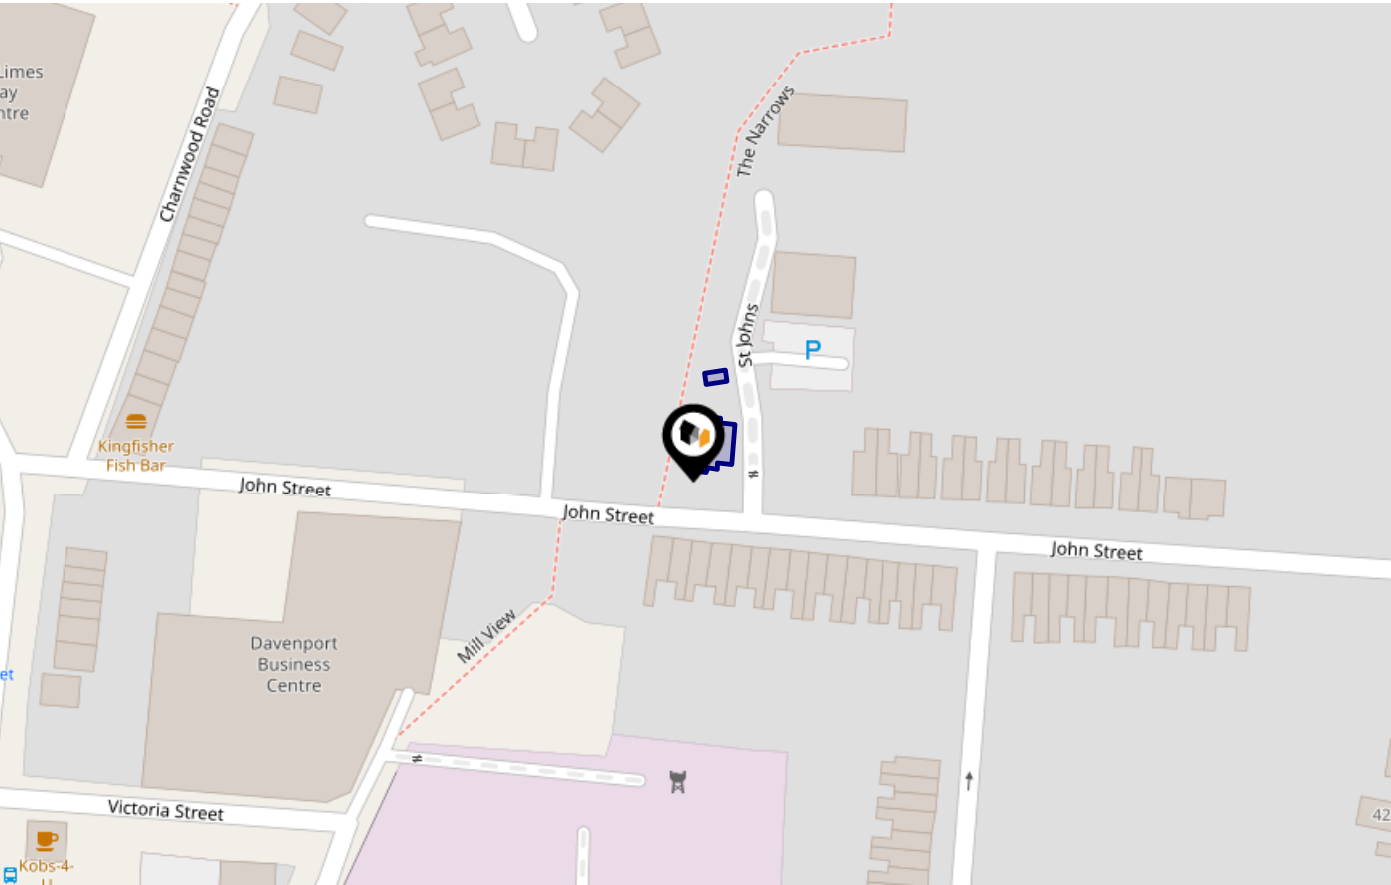 Limes
ay
ntre
Charnwood Road
The Narrows
St Johns
P
Kingfisher
Fish Bar
John Street
John Street
John Street
Mill View
Davenport
Business
Centre
et
Victoria Street
Kobs-4-
42